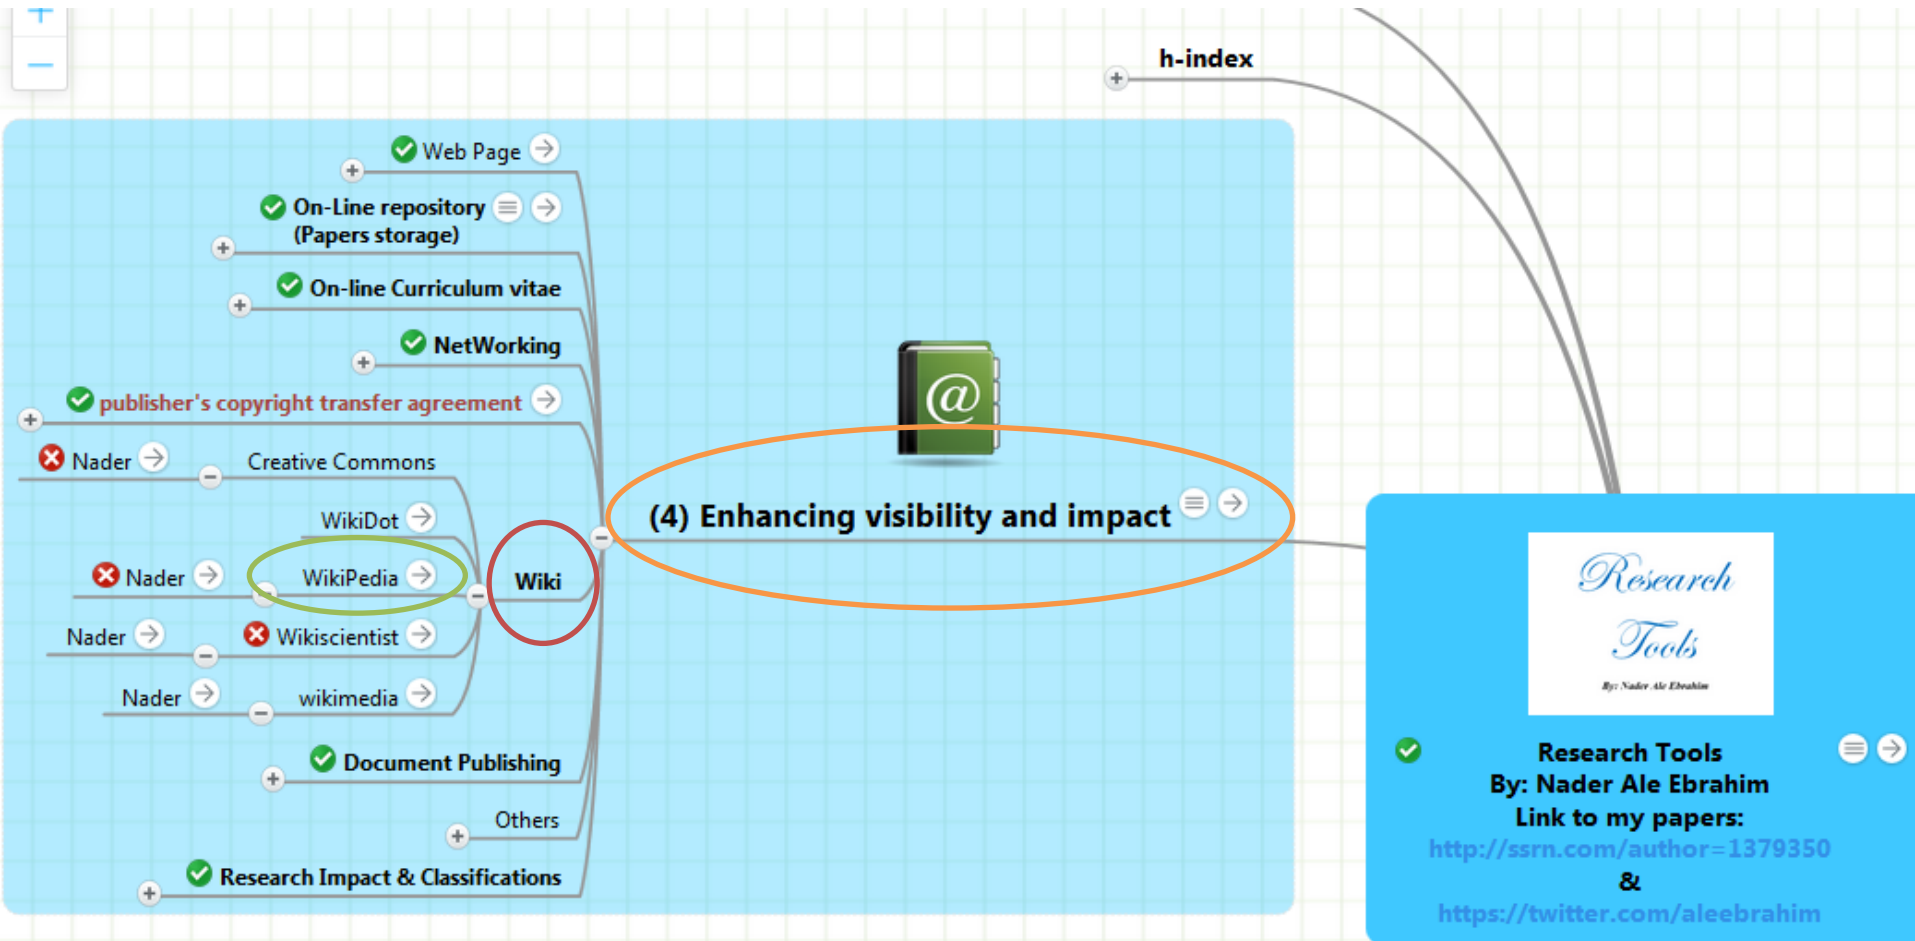 h-index
Web Page
On-Line repository
(Papers storage)
On-line Curriculum vitae
NetWorking
publisher's copyright transfer agreement
Nader
Creative Commons
WikiDot
Nader
WikiPedia
Wiki
Nader
Wikiscientist
Nader
wikimedia
Document Publishing
Others
Research Impact & Classifications
@
(4) Enhancing visibility and impact
Research
Tools
By: Nader Ale Ebrahim
Research Tools
By: Nader Ale Ebrahim
Link to my papers:
http://ssrn.com/author=1379350
&
https://twitter.com/aleebrahim